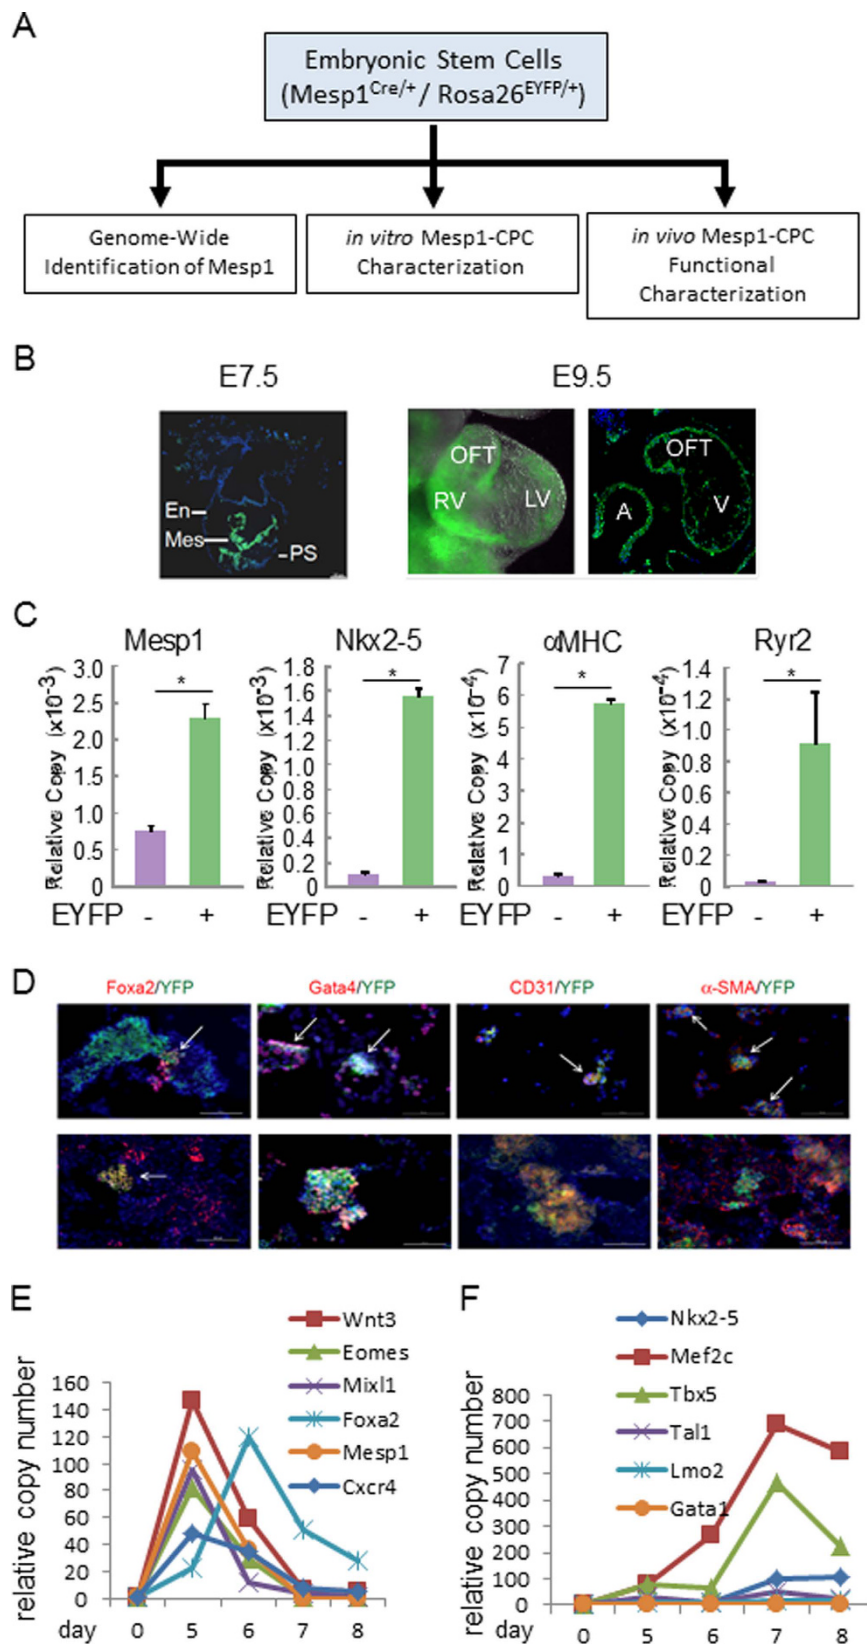 A
Embryonic Stem Cells
(Mesp1Cre/+ / Rosa26EYFP/+)
Genome-Wide
Identification of Mesp1
in vitro Mesp1-CPC
Characterization
in vivo Mesp1-CPC
Functional
Characterization
B
E7.5
E9.5
En
Mes
PS
OFT
RV
LV
OFT
A
V
C
Mesp1
Relative Copy (x10-3)
3.0
2.5
2.0
1.5
1.0
0.5
0
*
EYFP - +
Nkx2-5
Relative Copy (x10-3)
1.8
1.6
1.4
1.2
1.0
0.8
0.6
0.4
0.2
0
*
EYFP - +
αMHC
Relative Copy (x10-4)
7
6
5
4
3
2
1
0
*
EYFP - +
Ryr2
Relative Copy (x10-4)
1.4
1.2
1.0
0.8
0.6
0.4
0.2
0
*
EYFP - +
D
Foxa2/YFP
Gata4/YFP
CD31/YFP
α-SMA/YFP
E
Wnt3
Eomes
Mixl1
Foxa2
Mesp1
Cxcr4
relative copy number
160
140
120
100
80
60
40
20
0
day 0 5 6 7 8
F
Nkx2-5
Mef2c
Tbx5
Tal1
Lmo2
Gata1
relative copy number
800
700
600
500
400
300
200
100
0
day 0 5 6 7 8